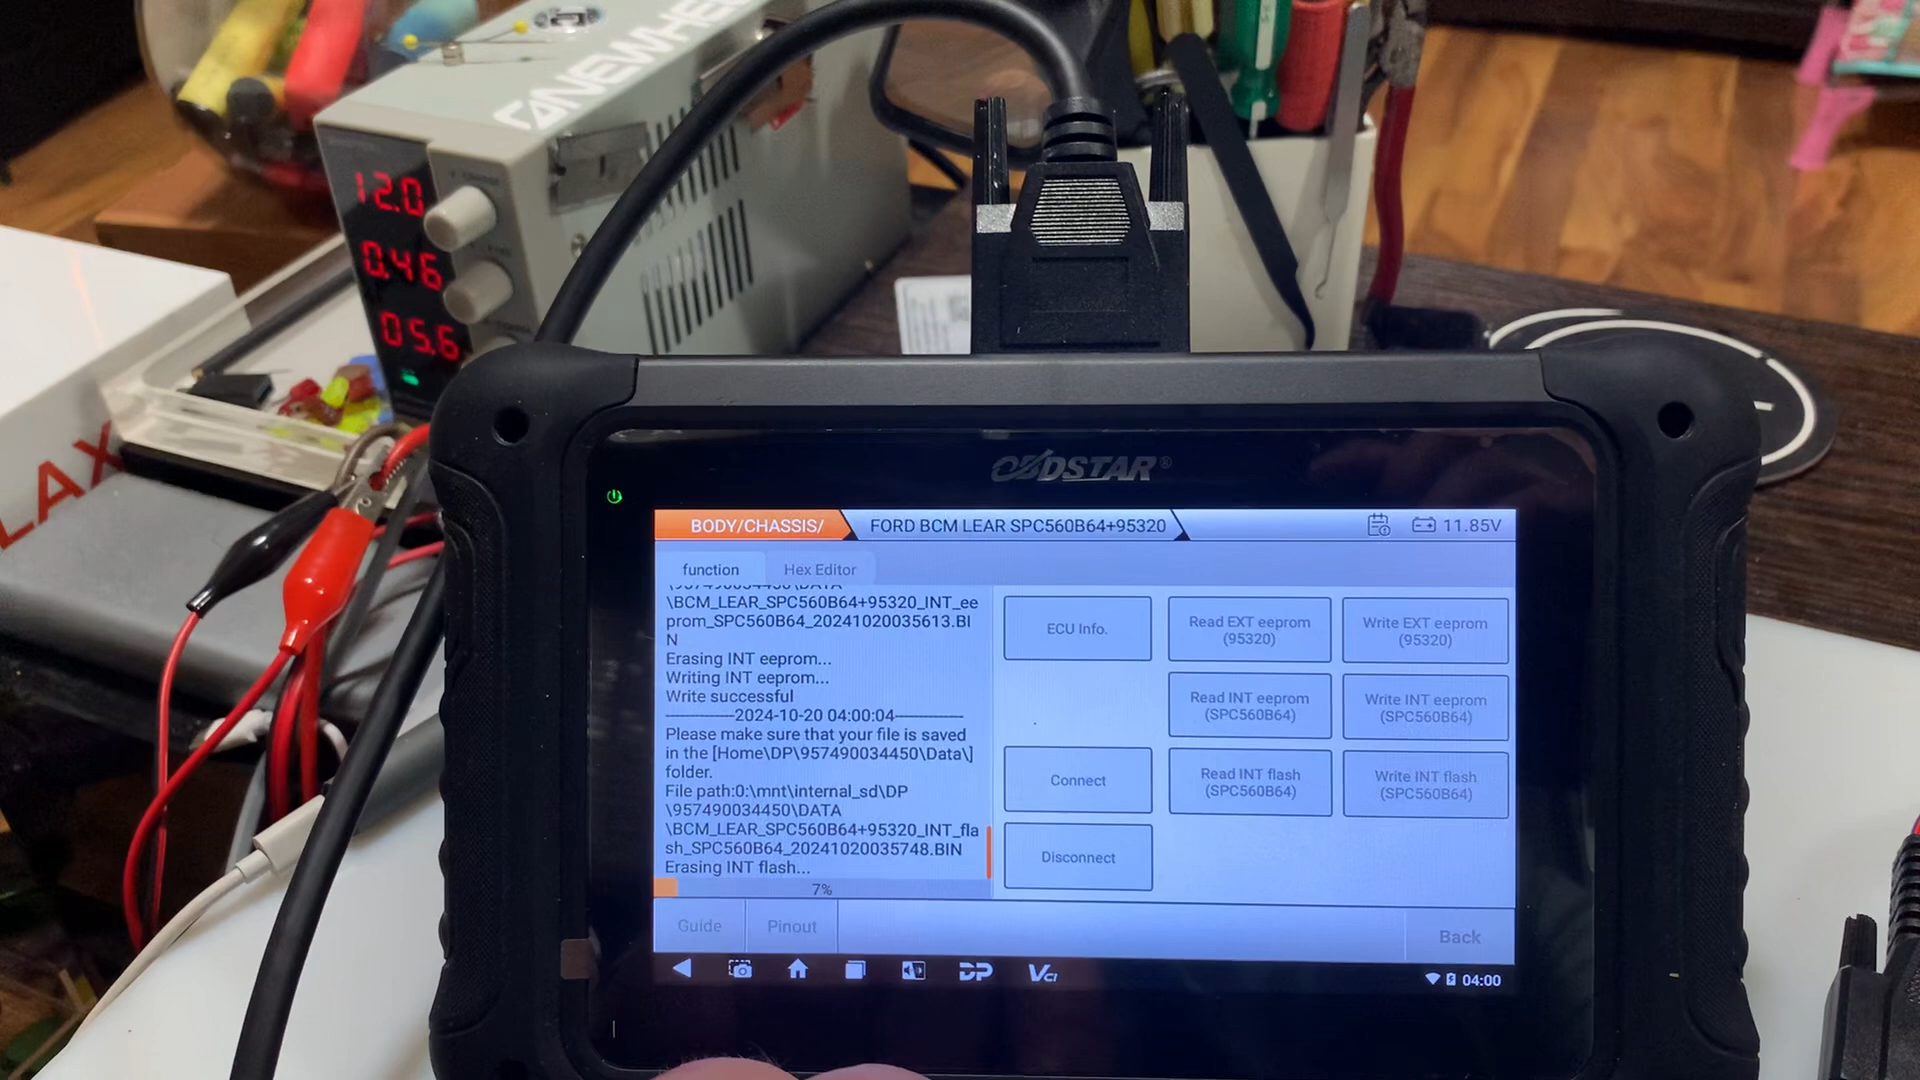 12.0
0.46
05.6
LAX
OBDSTAR®
BODY/CHASSIS/
FORD BCM LEAR SPC560B64+95320
11.85V
function
Hex Editor
\BCM_LEAR_SPC560B64+95320_INT_ee
prom_SPC560B64_20241020035613.BI
N
Erasing INT eeprom...
Writing INT eeprom...
Write successful
---------------2024-10-20 04:00:04---------------
Please make sure that your file is saved
in the [Home\DP\957490034450\Data\]
folder.
File path:0:\mnt\internal_sd\DP
\957490034450\DATA
\BCM_LEAR_SPC560B64+95320_INT_fla
sh_SPC560B64_20241020035748.BIN
Erasing INT flash...
7%
ECU Info.
Read EXT eeprom
(95320)
Write EXT eeprom
(95320)
Read INT eeprom
(SPC560B64)
Write INT eeprom
(SPC560B64)
Connect
Read INT flash
(SPC560B64)
Write INT flash
(SPC560B64)
Disconnect
Guide
Pinout
Back
DP
VCI
04:00